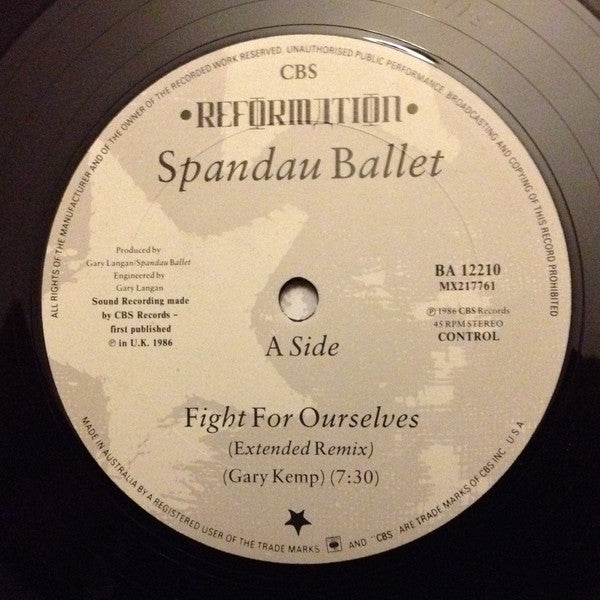 ALL RIGHTS OF THE MANUFACTURER AND OF THE OWNER OF THE RECORDED WORK RESERVED. UNAUTHORISED PUBLIC PERFORMANCE, BROADCASTING AND COPYING OF THIS RECORD PROHIBITED
CBS
•REFORMATION•
Spandau Ballet
Produced by
Gary Langan/Spandau Ballet
Engineered by
Gary Langan
Sound Recording made
by CBS Records –
first published
℗ in U.K. 1986
BA 12210
MX217761
℗ 1986 CBS Records
45 RPM STEREO
CONTROL
A Side
Fight For Ourselves
(Extended Remix)
(Gary Kemp) (7:30)
MADE IN AUSTRALIA BY A REGISTERED USER OF THE TRADE MARKS AND "CBS" ARE TRADE MARKS OF CBS INC U S A